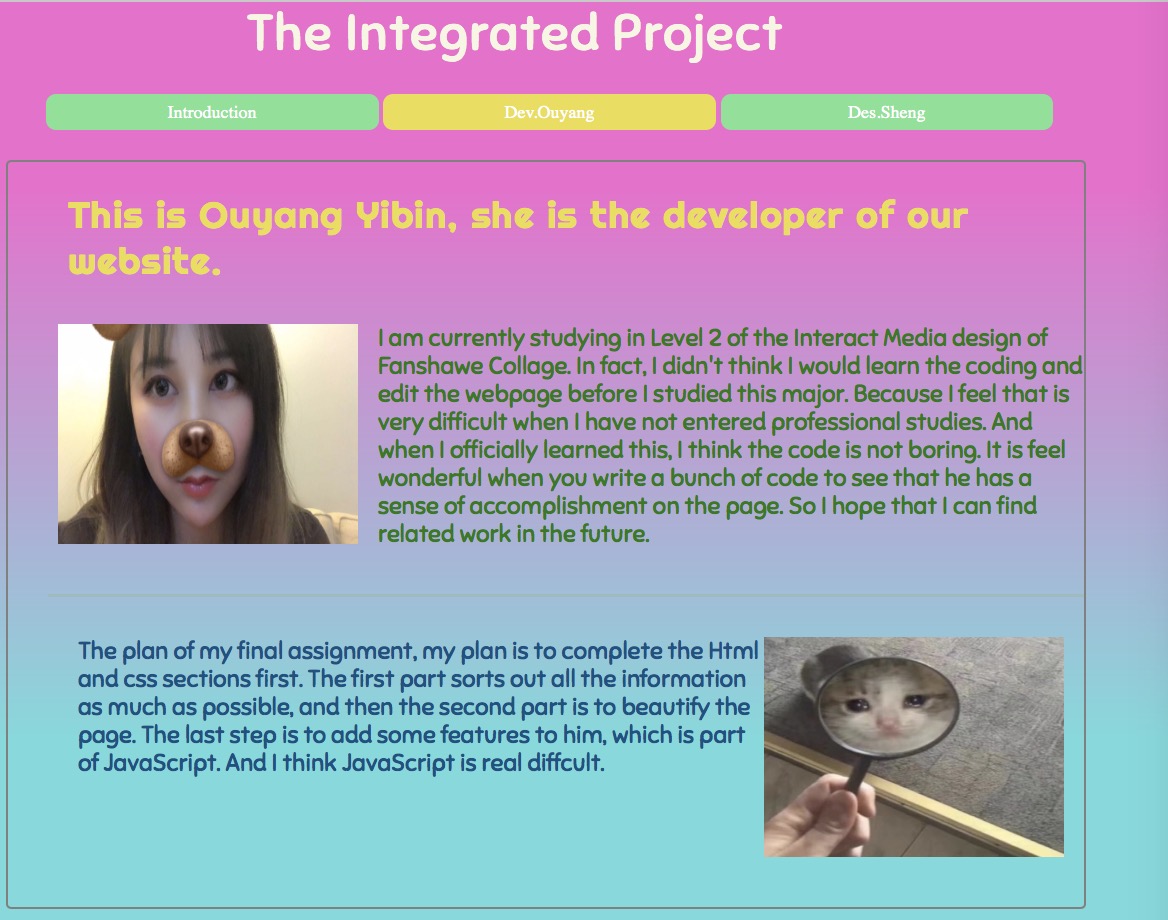 The Integrated Project
Introduction
Dev.Ouyang
Des.Sheng
This is Ouyang Yibin, she is the developer of our
website.
I am currently studying in Level 2 of the Interact Media design of
Fanshawe Collage. In fact, I didn't think I would learn the coding and
edit the webpage before I studied this major. Because I feel that is
very difficult when I have not entered professional studies. And
when I officially learned this, I think the code is not boring. It is feel
wonderful when you write a bunch of code to see that he has a
sense of accomplishment on the page. So I hope that I can find
related work in the future.
The plan of my final assignment, my plan is to complete the Html
and css sections first. The first part sorts out all the information
as much as possible, and then the second part is to beautify the
page. The last step is to add some features to him, which is part
of JavaScript. And I think JavaScript is real diffcult.